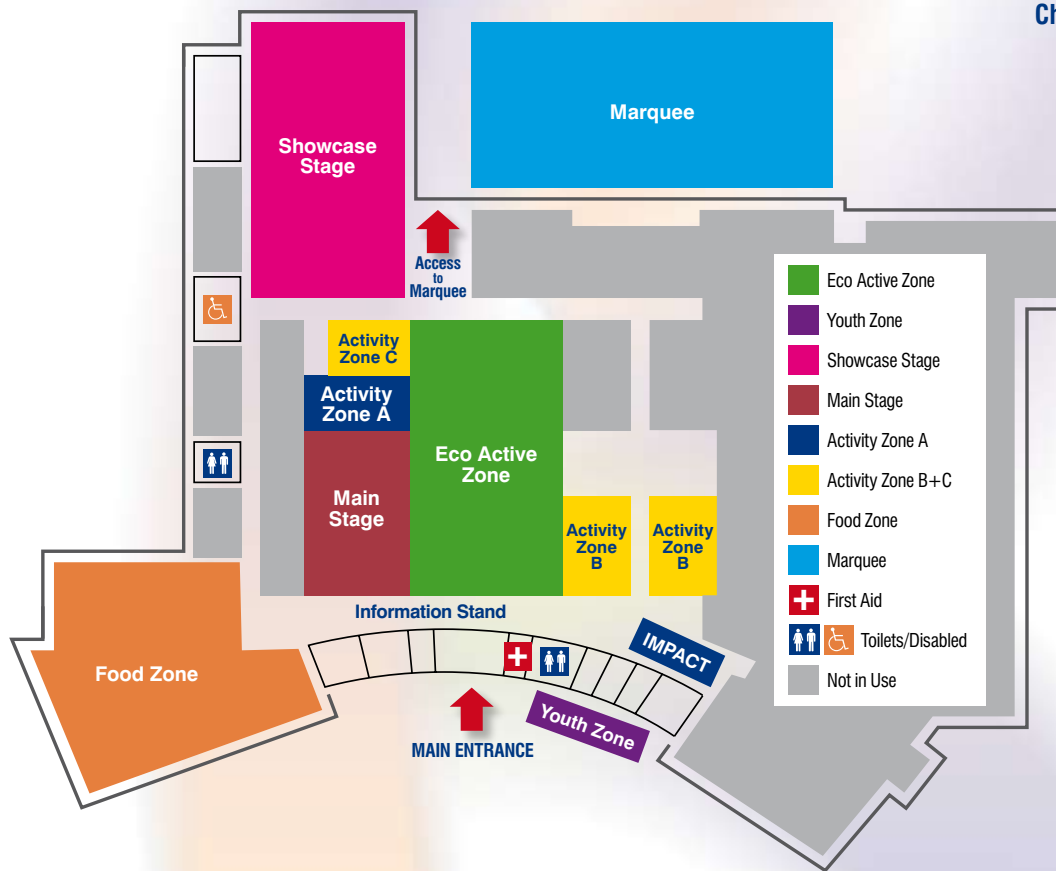 Ch
Showcase
Stage
Marquee
Access
to
Marquee
Activity
Zone C
Activity
Zone A
Eco Active
Zone
Main
Stage
Activity
Zone
B
Activity
Zone
B
Information Stand
IMPACT
Food Zone
Youth Zone
MAIN ENTRANCE
Eco Active Zone
Youth Zone
Showcase Stage
Main Stage
Activity Zone A
Activity Zone B+C
Food Zone
Marquee
First Aid
Toilets/Disabled
Not in Use